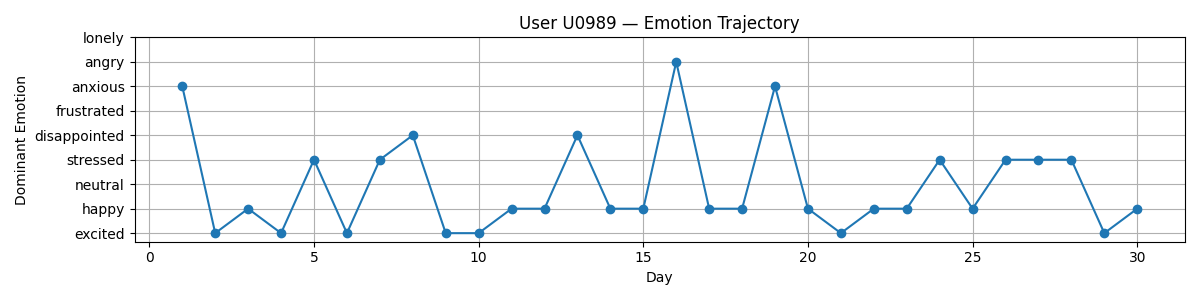 User U0989 — Emotion Trajectory
Dominant Emotion
lonely
angry
anxious
frustrated
disappointed
stressed
neutral
happy
excited
0 5 10 15 20 25 30
Day